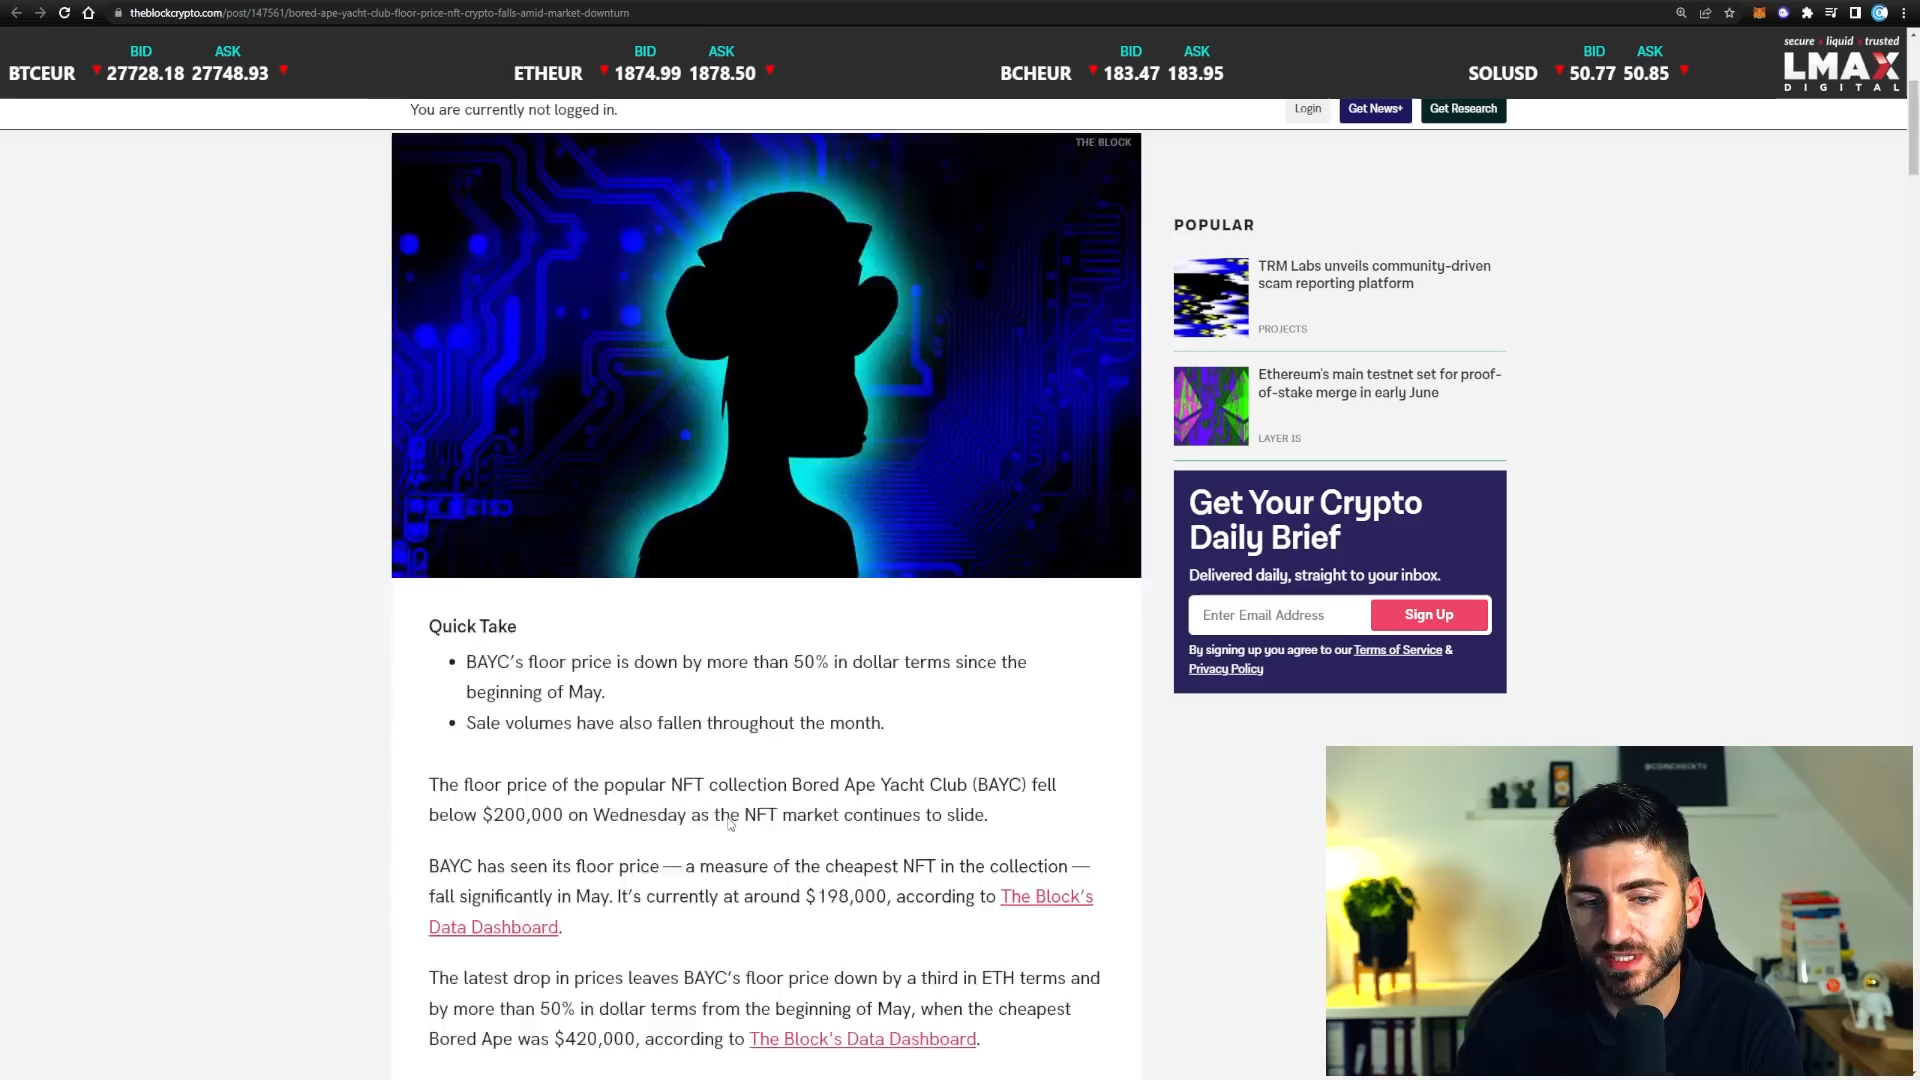 theblockcrypto.com/post/147561/bored-ape-yacht-club-floor-price-nft-crypto-falls-amid-market-downturn
BID ASK
BTCEUR 27728.18 27748.93
BID ASK
ETHEUR 1874.99 1878.50
BID ASK
BCHEUR 183.47 183.95
BID ASK
SOLUSD 50.77 50.85
secure liquid trusted
LMAX
DIGITAL
You are currently not logged in.
Login
Get News+
Get Research
THE BLOCK
Quick Take
• BAYC’s floor price is down by more than 50% in dollar terms since the
beginning of May.
• Sale volumes have also fallen throughout the month.
The floor price of the popular NFT collection Bored Ape Yacht Club (BAYC) fell
below $200,000 on Wednesday as the NFT market continues to slide.
BAYC has seen its floor price — a measure of the cheapest NFT in the collection —
fall significantly in May. It’s currently at around $198,000, according to The Block’s
Data Dashboard.
The latest drop in prices leaves BAYC’s floor price down by a third in ETH terms and
by more than 50% in dollar terms from the beginning of May, when the cheapest
Bored Ape was $420,000, according to The Block's Data Dashboard.
POPULAR
TRM Labs unveils community-driven
scam reporting platform
PROJECTS
Ethereum's main testnet set for proof-
of-stake merge in early June
LAYER 1S
Get Your Crypto
Daily Brief
Delivered daily, straight to your inbox.
Enter Email Address
Sign Up
By signing up you agree to our Terms of Service &
Privacy Policy
@COINCHECKTV